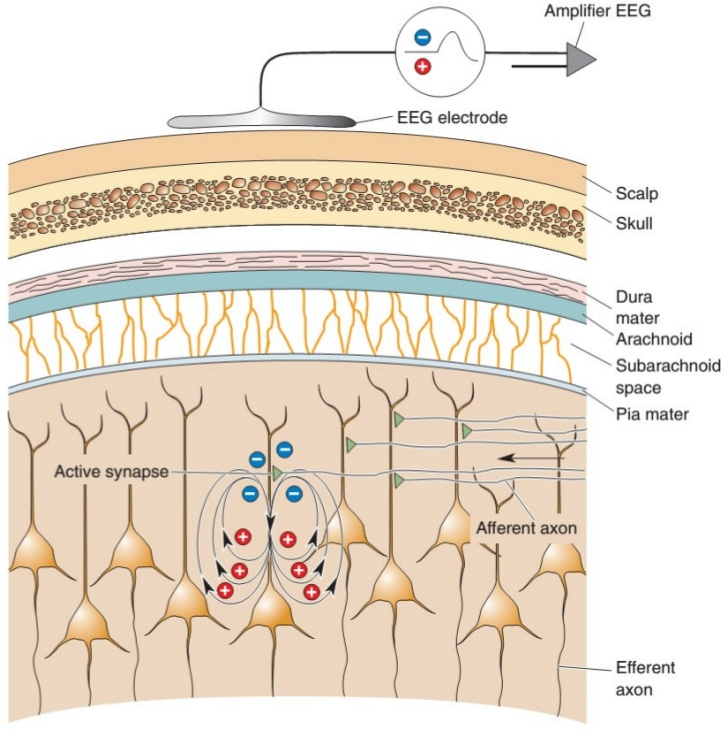 Amplifier EEG
EEG electrode
Scalp
Skull
Dura
mater
Arachnoid
Subarachnoid
space
Pia mater
Active synapse
Afferent axon
Efferent
axon